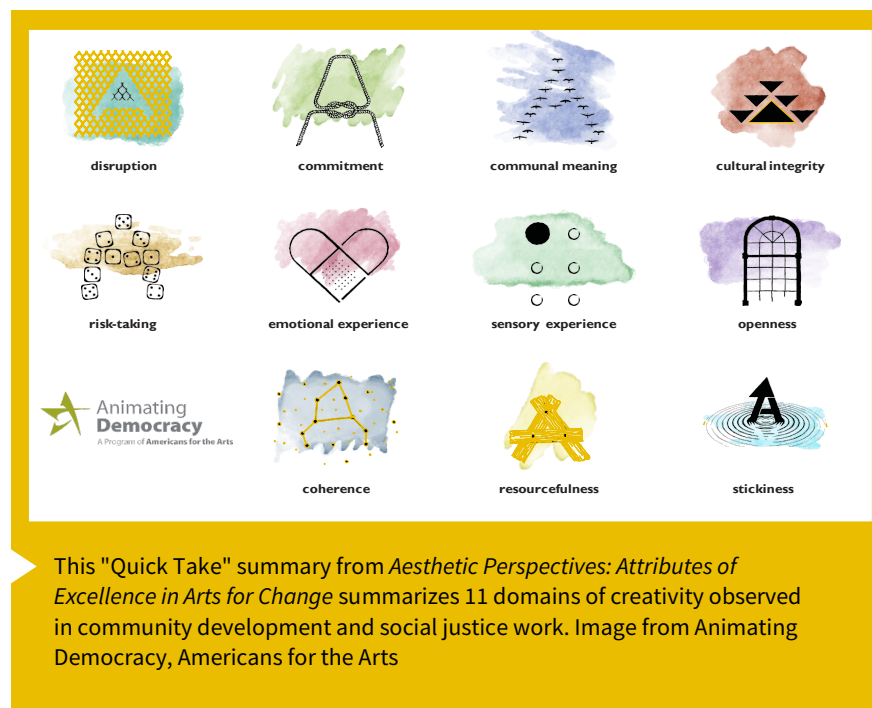 disruption
commitment
communal meaning
cultural integrity
risk-taking
emotional experience
sensory experience
openness
Animating
Democracy
A Program of Americans for the Arts
coherence
resourcefulness
stickiness
This "Quick Take" summary from Aesthetic Perspectives: Attributes of
Excellence in Arts for Change summarizes 11 domains of creativity observed
in community development and social justice work. Image from Animating
Democracy, Americans for the Arts